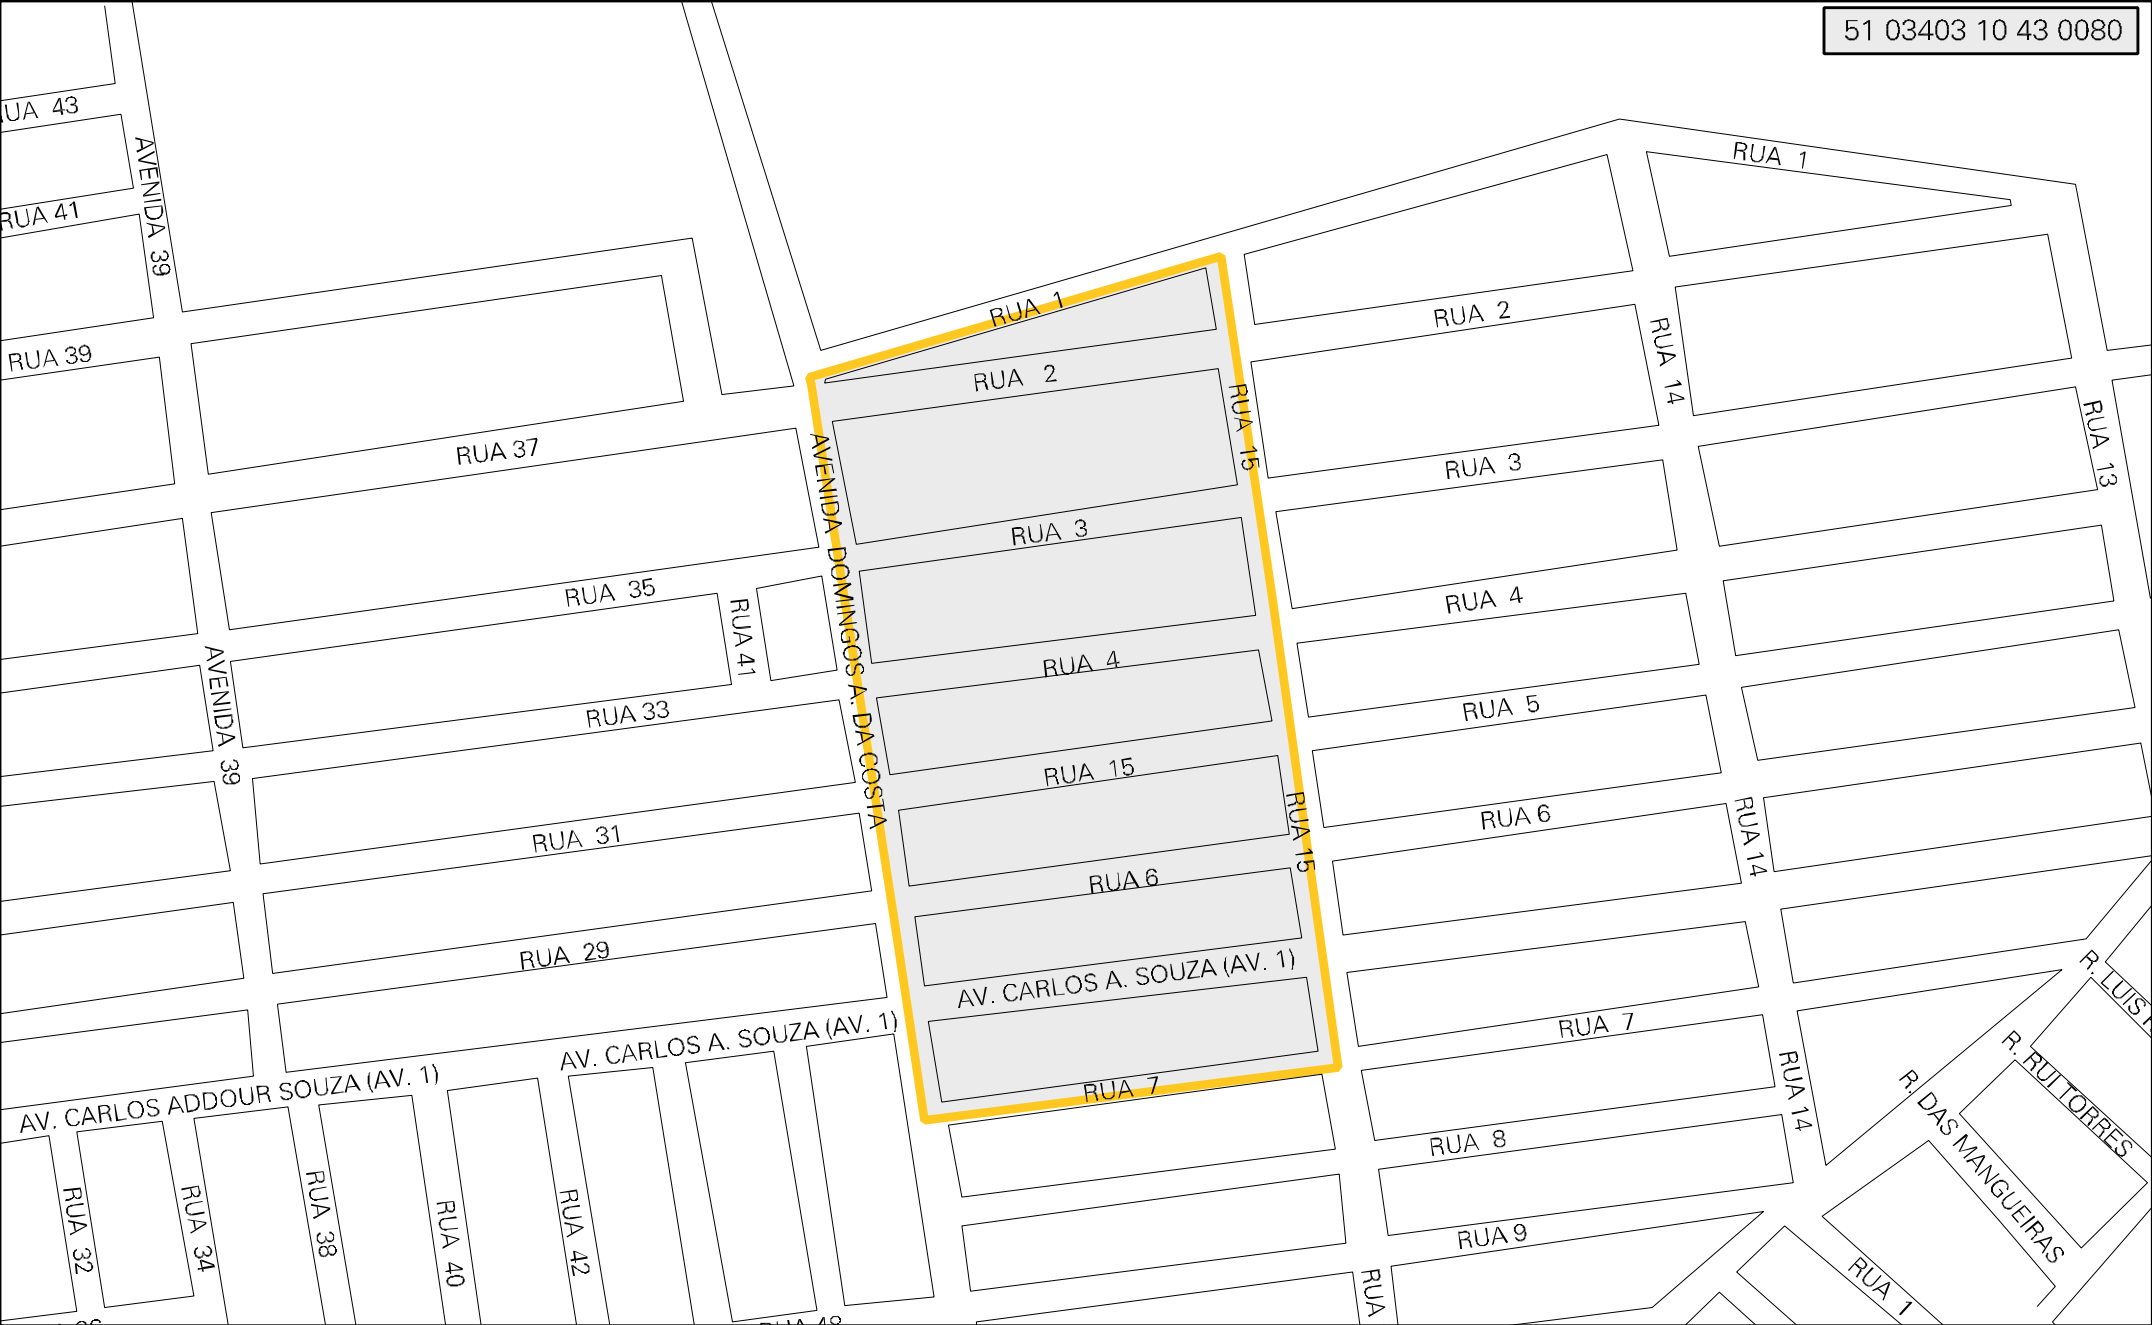 51 03403 10 43 0080
RUA 43
AVENIDA 39
RUA 1
RUA 41
RUA 1
RUA 2
RUA 14
RUA 39
RUA 2
RUA 15
RUA 13
RUA 37
AVENIDA DOMINGOS A. DA COSTA
RUA 3
RUA 3
RUA 35
RUA 41
RUA 4
RUA 4
AVENIDA 39
RUA 33
RUA 5
RUA 15
RUA 15
RUA 6
RUA 14
RUA 31
RUA 6
RUA 29
AV. CARLOS A. SOUZA (AV. 1)
R. LUIS
AV. CARLOS A. SOUZA (AV. 1)
RUA 7
R. RUI TORRES
AV. CARLOS ADDOUR SOUZA (AV. 1)
RUA 7
RUA 14
R. DAS MANGUEIRAS
RUA 8
RUA 32
RUA 34
RUA 38
RUA 40
RUA 42
RUA 9
RUA
RUA 1
RUA 48